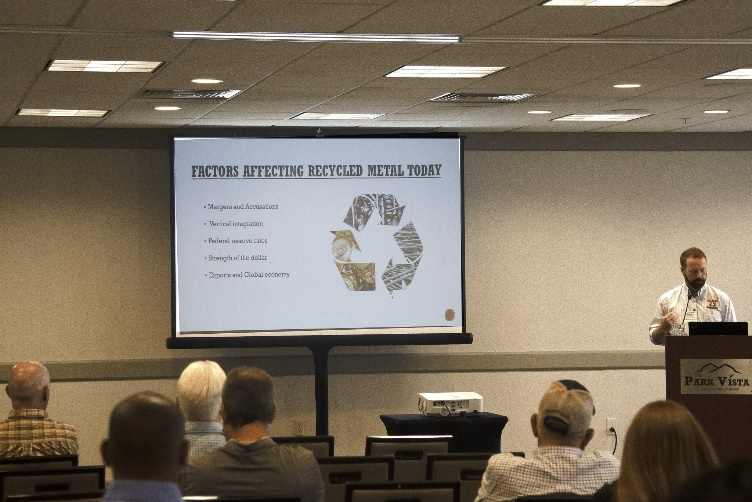 FACTORS AFFECTING RECYCLED METAL TODAY
• Mergers and Accusations
• Vertical integration
• Federal reserve rates
• Strength of the dollar
• Exports and Global economy
PARK VISTA